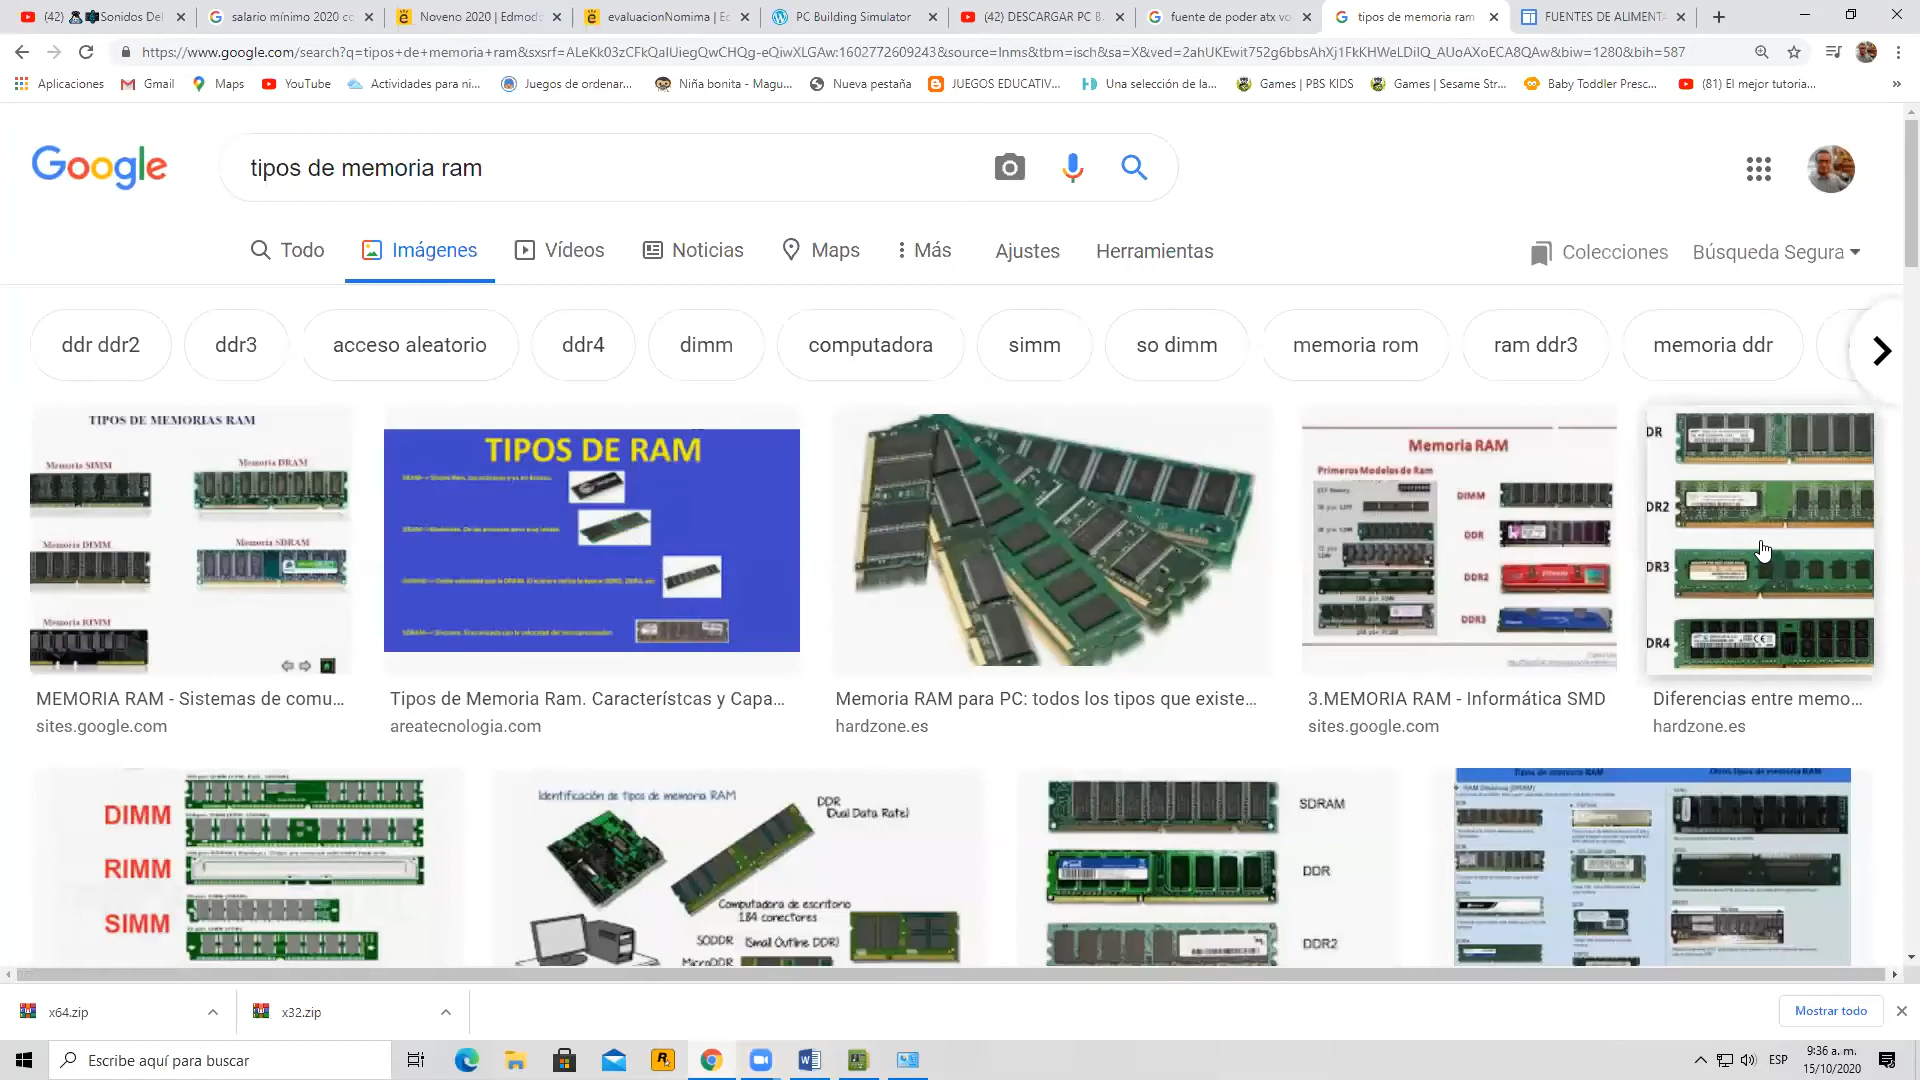 (42) Sonidos Del
salario mínimo 2020 co
Noveno 2020 | Edmodo
evaluacionNomima | Ed
PC Building Simulator
(42) DESCARGAR PC B
fuente de poder atx vo
tipos de memoria ram
FUENTES DE ALIMENTA
https://www.google.com/search?q=tipos+de+memoria+ram&sxsrf=ALeKk03zCFkQaIUiegQwCHQg-eQiwXLGAw:1602772609243&source=lnms&tbm=isch&sa=X&ved=2ahUKEwit752g6bbsAhXj1FkKHWeLDiIQ_AUoAXoECA8QAw&biw=1280&bih=587
Aplicaciones
Gmail
Maps
YouTube
Actividades para ni...
Juegos de ordenar...
Niña bonita - Magu...
Nueva pestaña
JUEGOS EDUCATIV...
Una selección de la...
Games | PBS KIDS
Games | Sesame Str...
Baby Toddler Presc...
(81) El mejor tutoria...
Google
tipos de memoria ram
Todo
Imágenes
Vídeos
Noticias
Maps
Más
Ajustes
Herramientas
Colecciones
Búsqueda Segura
ddr ddr2
ddr3
acceso aleatorio
ddr4
dimm
computadora
simm
so dimm
memoria rom
ram ddr3
memoria ddr
TIPOS DE MEMORIAS RAM
Memoria SIMM
Memoria DRAM
Memoria DIMM
Memoria SDRAM
Memoria RIMM
TIPOS DE RAM
Memoria RAM
Primeros Modelos de Ram
DIMM
DDR
DDR2
DDR3
DR
DR2
DR3
DR4
MEMORIA RAM - Sistemas de comu...
sites.google.com
Tipos de Memoria Ram. Característcas y Capa...
areatecnologia.com
Memoria RAM para PC: todos los tipos que existe...
hardzone.es
3.MEMORIA RAM - Informática SMD
sites.google.com
Diferencias entre memo...
hardzone.es
DIMM
RIMM
SIMM
Identificación de tipos de memoria RAM
DDR
(Dual Data Rate)
Computadora de escritorio
184 conectores
SODDR (Small Outline DDR)
MicroDDR
SDRAM
DDR
DDR2
Tipos de memoria RAM
Otros tipos de memoria RAM
x64.zip
x32.zip
Mostrar todo
Escribe aquí para buscar
ESP
9:36 a. m.
15/10/2020